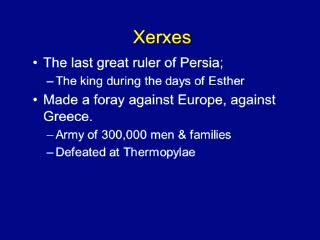 Xerxes
• The last great ruler of Persia;
– The king during the days of Esther
• Made a foray against Europe, against
Greece.
– Army of 300,000 men & families
– Defeated at Thermopylae